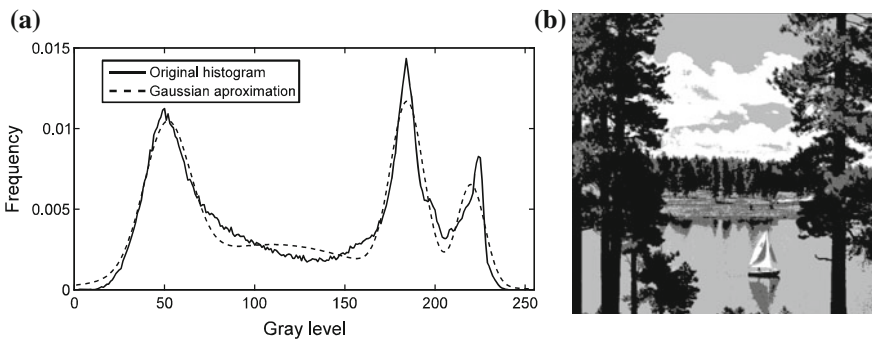 (a)
(b)
0.015
0.01
0.005
0
Frequency
Original histogram
Gaussian aproximation
0 50 100 150 200 250
Gray level